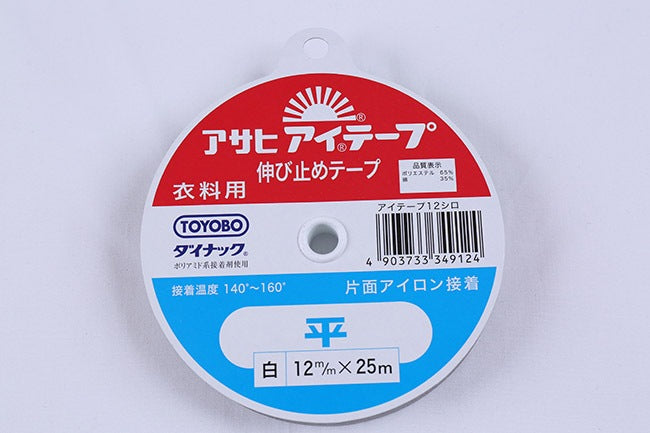 アサヒ アイテープ®
®
伸び止めテープ
衣料用
品質表示
ポリエステル 65%
綿 35%
アイテープ12シロ
TOYOBO
ダイナック®
ポリアミド系接着剤使用
4 903733 349124
接着温度 140°~160°
片面アイロン接着
平
白 12m/m×25m